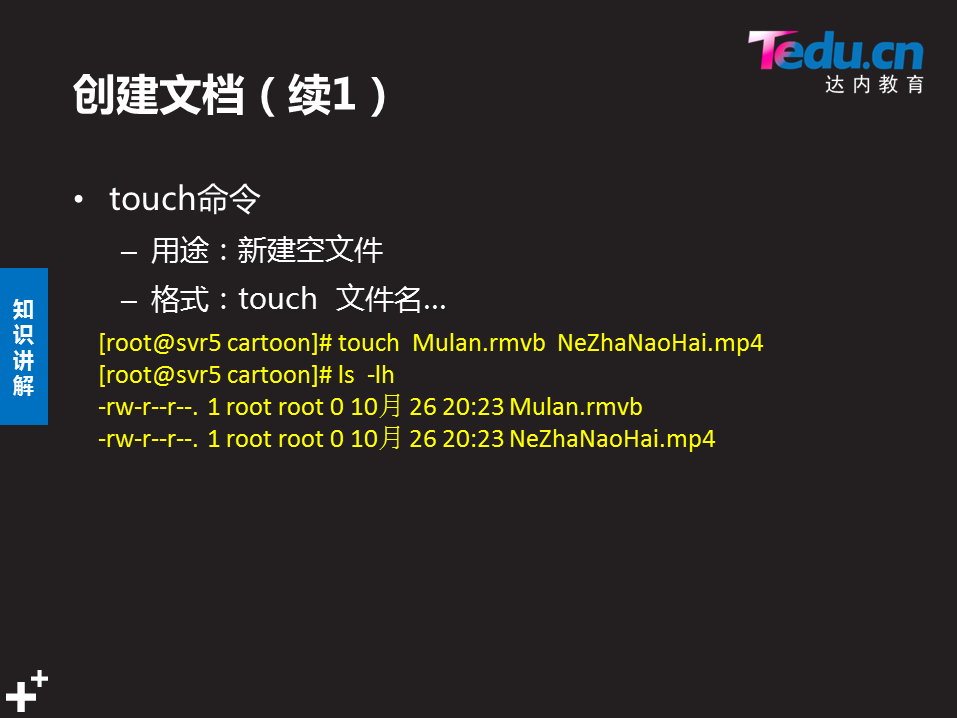 Tedu.cn
达内教育
创建文档（续1）
• touch命令
– 用途：新建空文件
– 格式：touch 文件名...
知识讲解
[root@svr5 cartoon]# touch  Mulan.rmvb  NeZhaNaoHai.mp4
[root@svr5 cartoon]# ls  -lh
-rw-r--r--. 1 root root 0 10月 26 20:23 Mulan.rmvb
-rw-r--r--. 1 root root 0 10月 26 20:23 NeZhaNaoHai.mp4